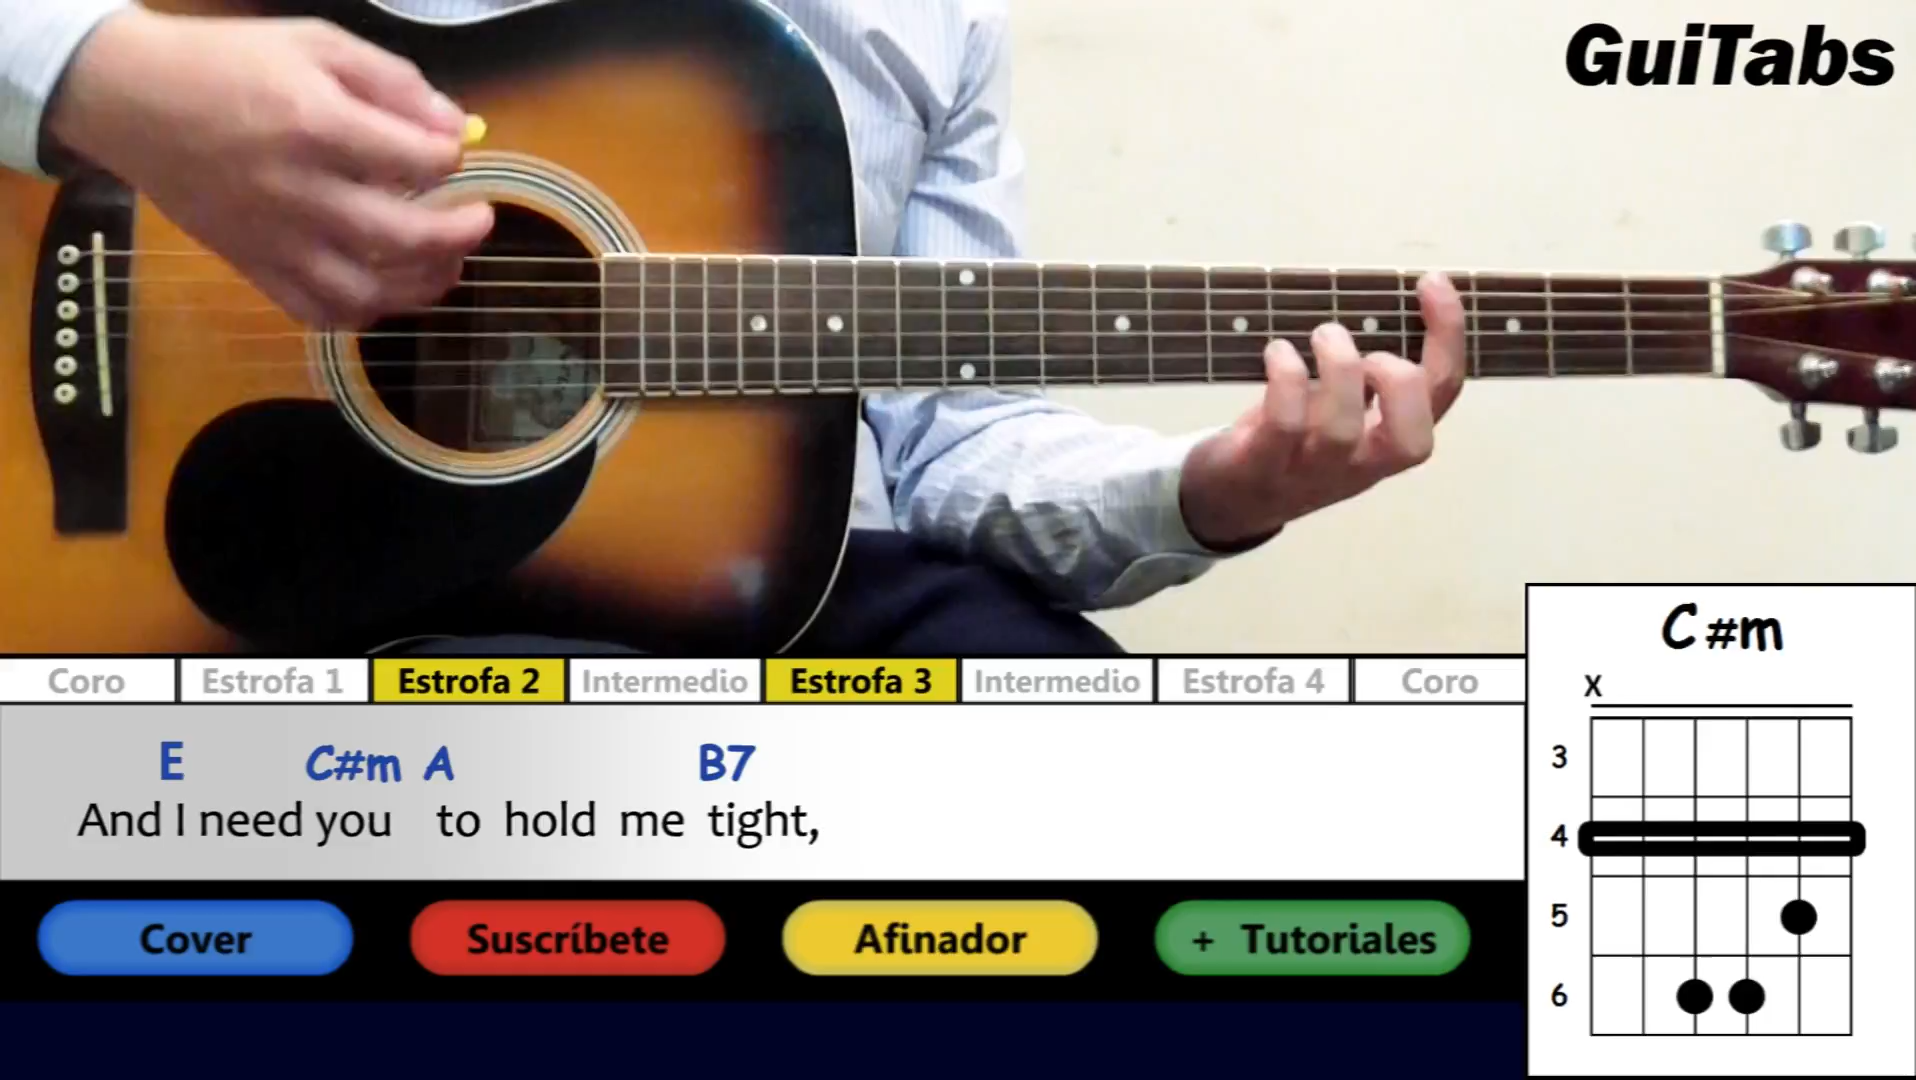 GuiTabs
C#m
x
3
4
5
6
Coro Estrofa 1 Estrofa 2 Intermedio Estrofa 3 Intermedio Estrofa 4 Coro
E C#m A B7
And I need you to hold me tight,
Cover Suscríbete Afinador + Tutoriales